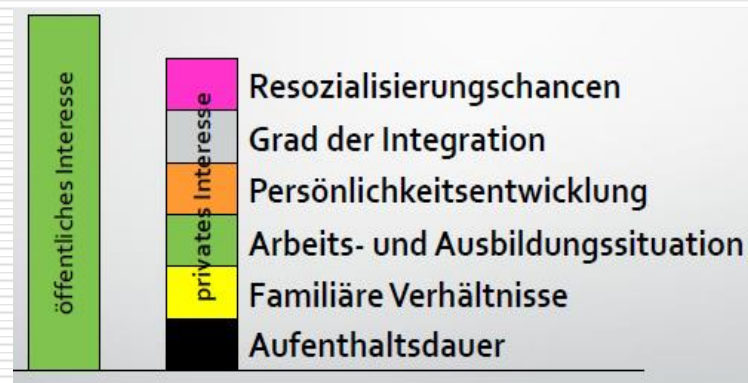 öffentliches Interesse
privates Interesse
Resozialisierungschancen
Grad der Integration
Persönlichkeitsentwicklung
Arbeits- und Ausbildungssituation
Familiäre Verhältnisse
Aufenthaltsdauer